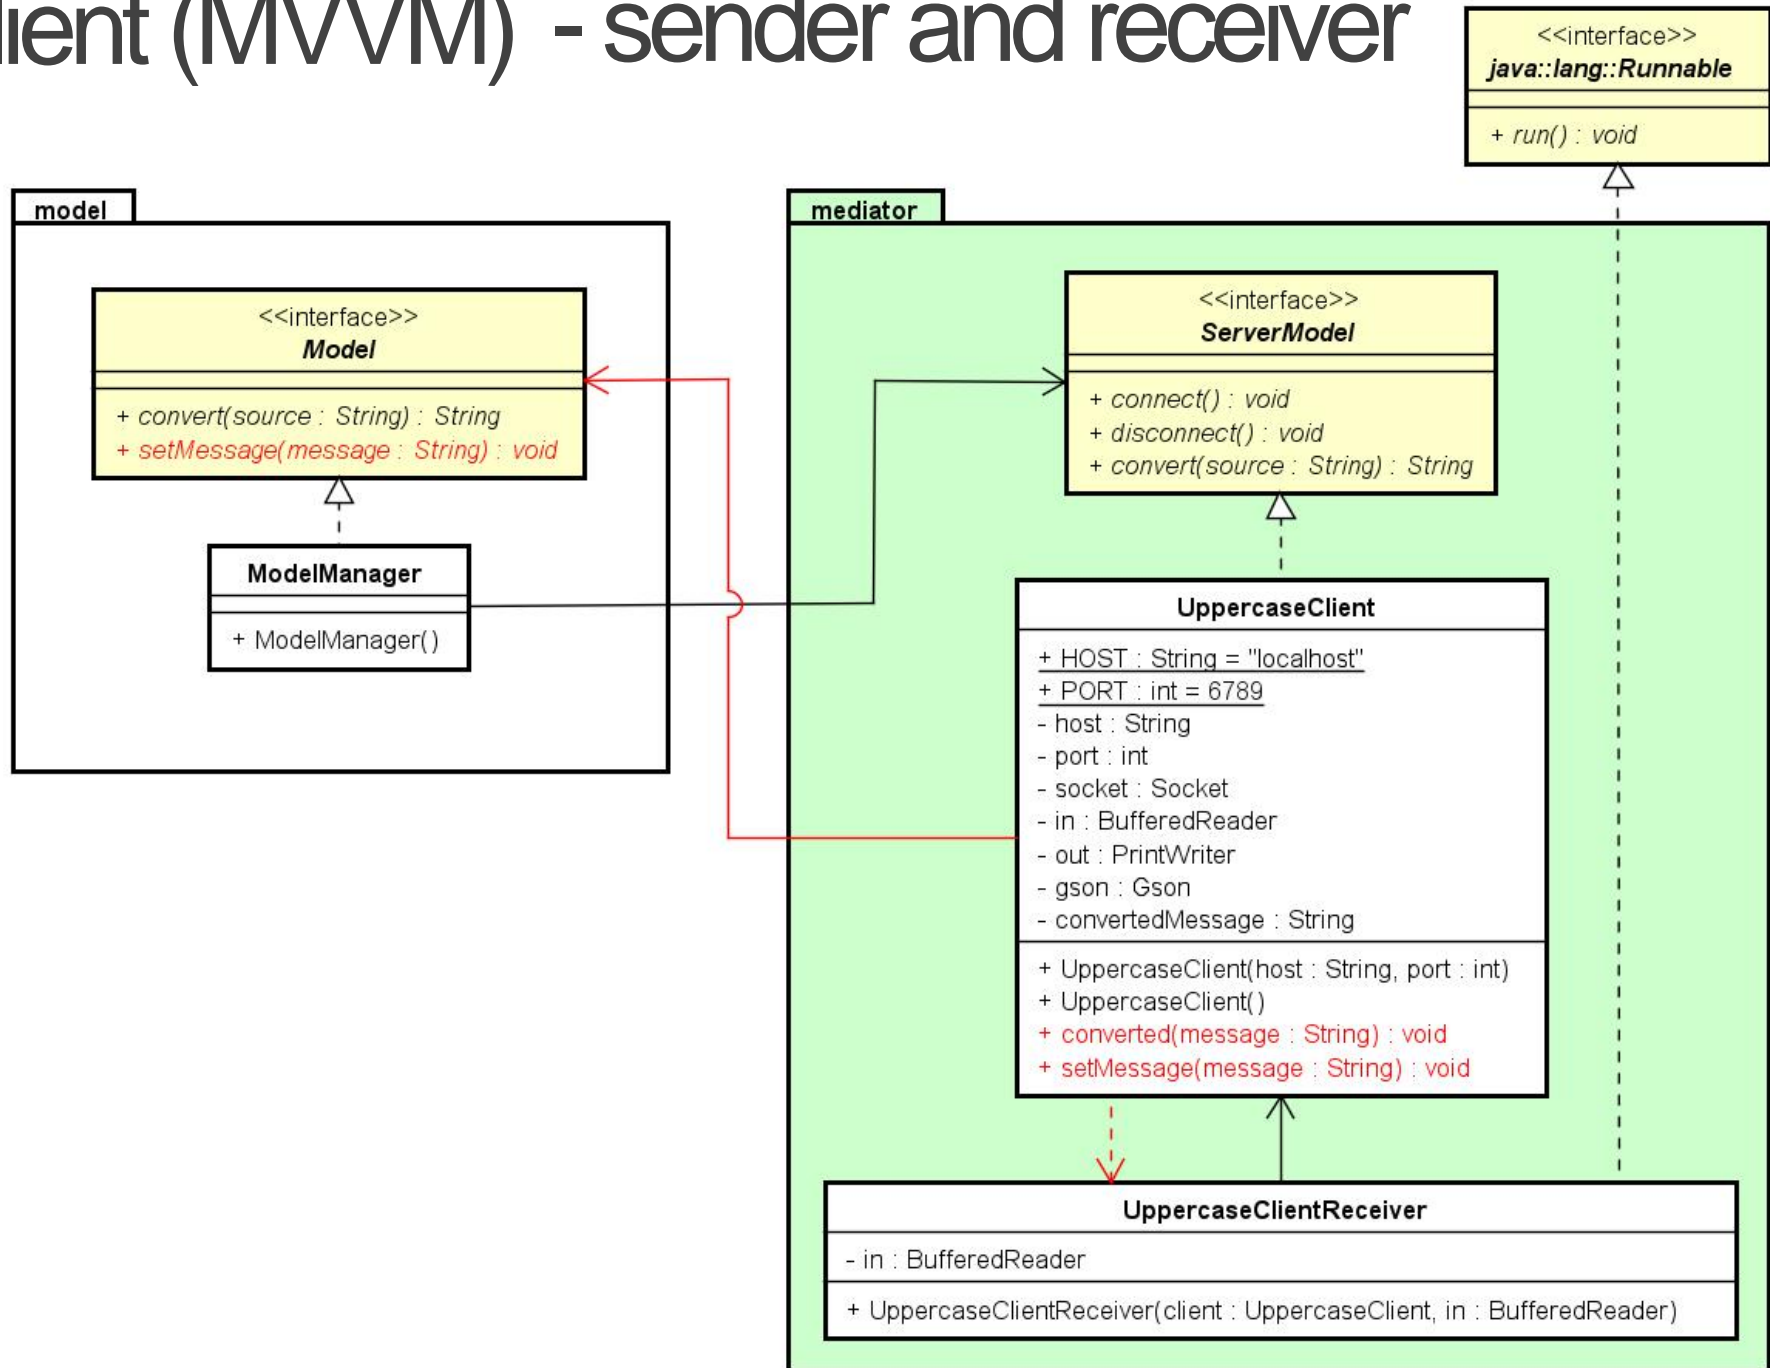 lient (MVVM) - sender and receiver
<<interface>>
java::lang::Runnable
+ run() : void
model
<<interface>>
Model
+ convert(source : String) : String
+ setMessage(message : String) : void
ModelManager
+ ModelManager()
mediator
<<interface>>
ServerModel
+ connect() : void
+ disconnect() : void
+ convert(source : String) : String
UppercaseClient
+ HOST : String = "localhost"
+ PORT : int = 6789
- host : String
- port : int
- socket : Socket
- in : BufferedReader
- out : PrintWriter
- gson : Gson
- convertedMessage : String
+ UppercaseClient(host : String, port : int)
+ UppercaseClient()
+ converted(message : String) : void
+ setMessage(message : String) : void
UppercaseClientReceiver
- in : BufferedReader
+ UppercaseClientReceiver(client : UppercaseClient, in : BufferedReader)